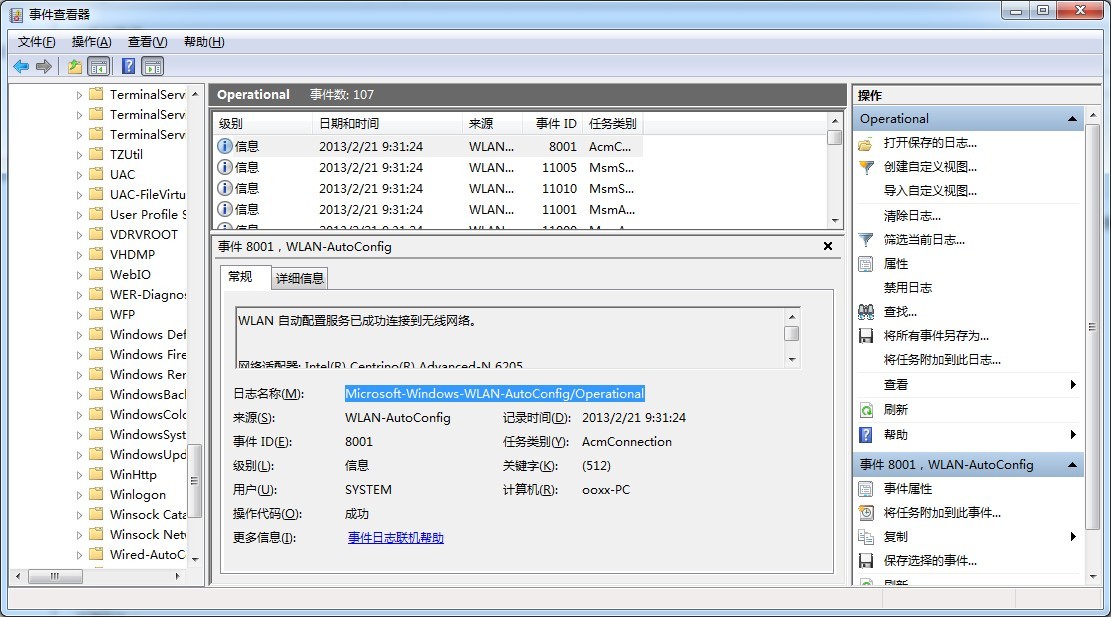 事件查看器
文件(F) 操作(A) 查看(V) 帮助(H)
TerminalServ
TerminalServ
TerminalServ
TZUtil
UAC
UAC-FileVirtu
User Profile S
VDRVROOT
VHDMP
WebIO
WER-Diagnos
WFP
Windows Def
Windows Fire
Windows Rem
WindowsBack
WindowsColo
WindowsSyst
WindowsUpd
WinHttp
Winlogon
Winsock Cata
Winsock Netw
Wired-AutoC
Operational 事件数: 107
级别 日期和时间 来源 事件 ID 任务类别
信息 2013/2/21 9:31:24 WLAN... 8001 AcmC...
信息 2013/2/21 9:31:24 WLAN... 11005 MsmS...
信息 2013/2/21 9:31:24 WLAN... 11010 MsmS...
信息 2013/2/21 9:31:24 WLAN... 11001 MsmA...
事件 8001，WLAN-AutoConfig
常规 详细信息
WLAN 自动配置服务已成功连接到无线网络。
网络适配器: Intel(R) Centrino(R) Advanced-N 6205
日志名称(M): Microsoft-Windows-WLAN-AutoConfig/Operational
来源(S): WLAN-AutoConfig 记录时间(D): 2013/2/21 9:31:24
事件 ID(E): 8001 任务类别(Y): AcmConnection
级别(L): 信息 关键字(K): (512)
用户(U): SYSTEM 计算机(R): ooxx-PC
操作代码(O): 成功
更多信息(I): 事件日志联机帮助
操作
Operational
打开保存的日志...
创建自定义视图...
导入自定义视图...
清除日志...
筛选当前日志...
属性
禁用日志
查找...
将所有事件另存为...
将任务附加到此日志...
查看
刷新
帮助
事件 8001，WLAN-AutoConfig
事件属性
将任务附加到此事件...
复制
保存选择的事件...
刷新